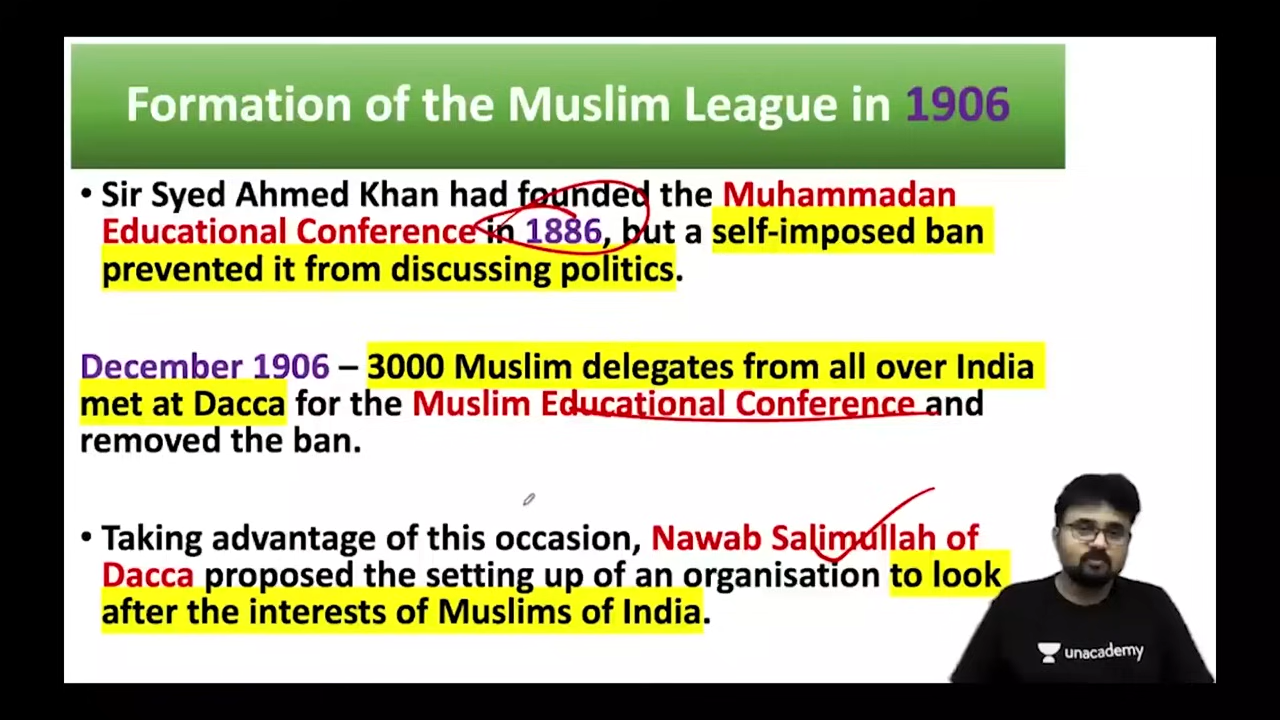 Formation of the Muslim League in 1906
• Sir Syed Ahmed Khan had founded the Muhammadan
Educational Conference in 1886, but a self-imposed ban
prevented it from discussing politics.
December 1906 – 3000 Muslim delegates from all over India
met at Dacca for the Muslim Educational Conference and
removed the ban.
• Taking advantage of this occasion, Nawab Salimullah of
Dacca proposed the setting up of an organisation to look
after the interests of Muslims of India.
unacademy